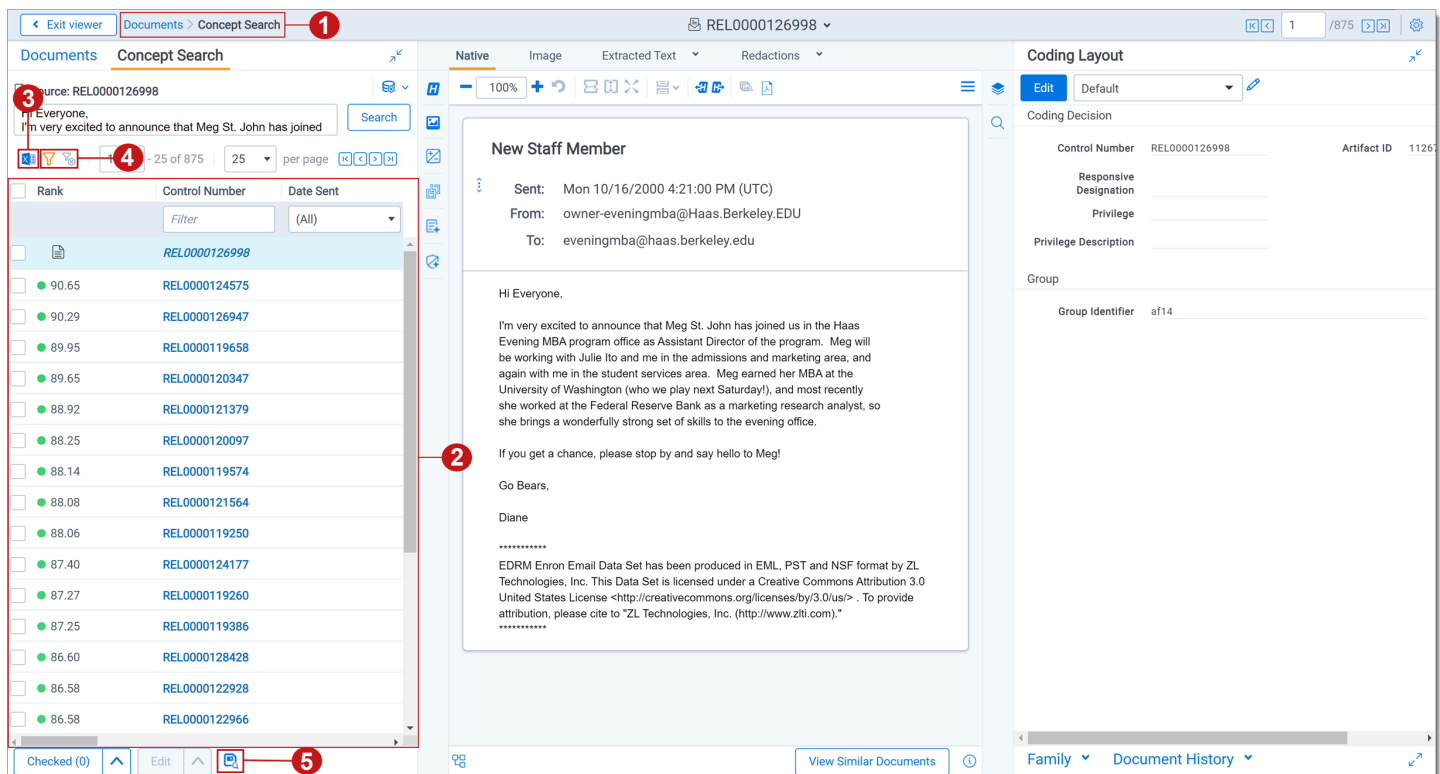 Exit viewer
Documents > Concept Search
1
REL0000126998
1 /875
Documents Concept Search
Source: REL0000126998
3
Hi Everyone,
I'm very excited to announce that Meg St. John has joined
Search
4
- 25 of 875 25 per page
Rank Control Number Date Sent
Filter (All)
REL0000126998
90.65 REL0000124575
90.29 REL0000126947
89.95 REL0000119658
89.65 REL0000120347
88.92 REL0000121379
88.25 REL0000120097
88.14 REL0000119574
88.08 REL0000121564
88.06 REL0000119250
87.40 REL0000124177
87.27 REL0000119260
87.25 REL0000119386
86.60 REL0000128428
86.58 REL0000122928
86.58 REL0000122966
2
Checked (0) Edit
5
Native Image Extracted Text Redactions
H
100%
New Staff Member
Sent: Mon 10/16/2000 4:21:00 PM (UTC)
From: owner-eveningmba@Haas.Berkeley.EDU
To: eveningmba@haas.berkeley.edu
Hi Everyone,
I'm very excited to announce that Meg St. John has joined us in the Haas
Evening MBA program office as Assistant Director of the program. Meg will
be working with Julie Ito and me in the admissions and marketing area, and
again with me in the student services area. Meg earned her MBA at the
University of Washington (who we play next Saturday!), and most recently
she worked at the Federal Reserve Bank as a marketing research analyst, so
she brings a wonderfully strong set of skills to the evening office.
If you get a chance, please stop by and say hello to Meg!
Go Bears,
Diane
***********
EDRM Enron Email Data Set has been produced in EML, PST and NSF format by ZL
Technologies, Inc. This Data Set is licensed under a Creative Commons Attribution 3.0
United States License <http://creativecommons.org/licenses/by/3.0/us/> . To provide
attribution, please cite to "ZL Technologies, Inc. (http://www.zlti.com)."
***********
View Similar Documents
Coding Layout
Edit Default
Coding Decision
Control Number REL0000126998 Artifact ID 11267
Responsive
Designation
Privilege
Privilege Description
Group
Group Identifier af14
Family Document History